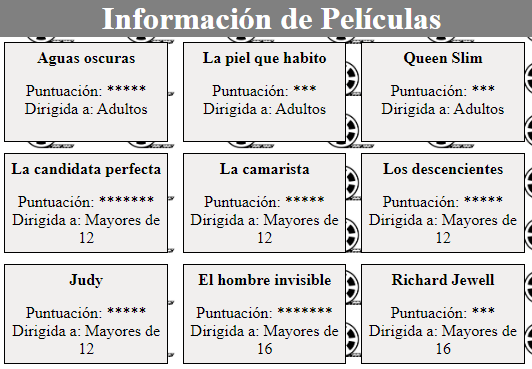 Información de Películas
Aguas oscuras
Puntuación: *****
Dirigida a: Adultos
La piel que habito
Puntuación: ***
Dirigida a: Adultos
Queen Slim
Puntuación: ***
Dirigida a: Adultos
La candidata perfecta
Puntuación: *******
Dirigida a: Mayores de
12
La camarista
Puntuación: *****
Dirigida a: Mayores de
12
Los descencientes
Puntuación: *****
Dirigida a: Mayores de
12
Judy
Puntuación: *****
Dirigida a: Mayores de
12
El hombre invisible
Puntuación: *******
Dirigida a: Mayores de
16
Richard Jewell
Puntuación: ***
Dirigida a: Mayores de
16